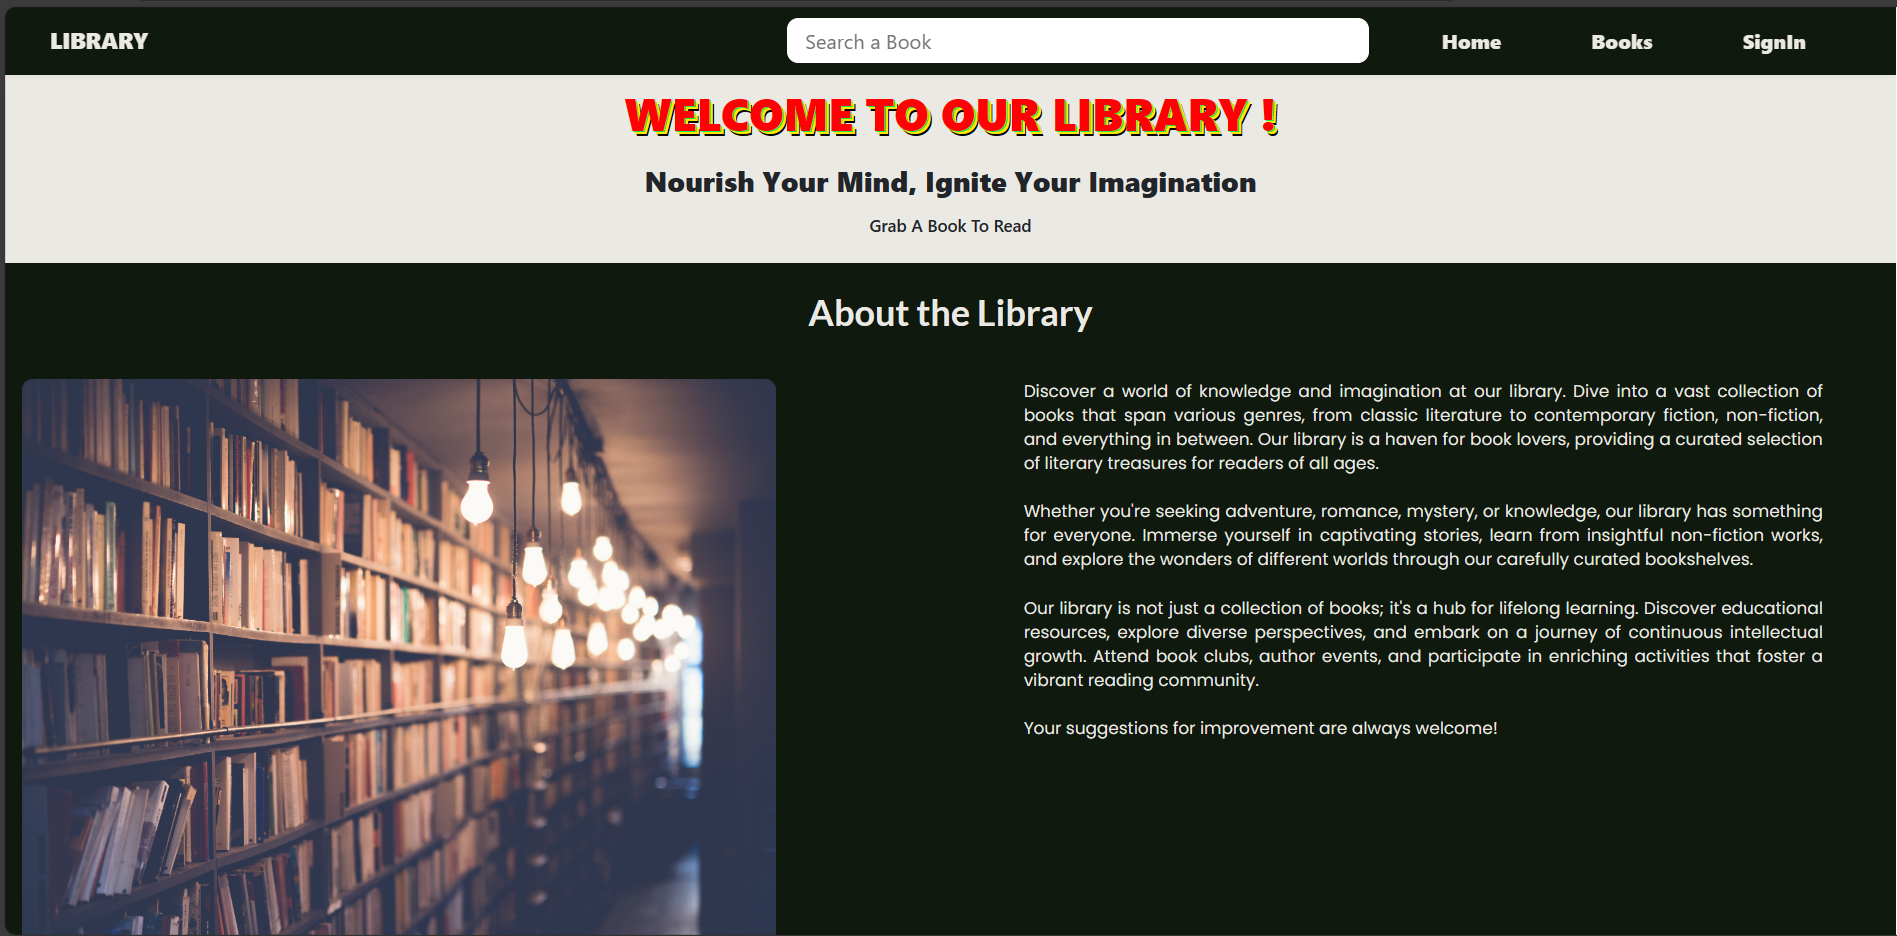 LIBRARY
Search a Book
Home
Books
SignIn
WELCOME TO OUR LIBRARY !
Nourish Your Mind, Ignite Your Imagination
Grab A Book To Read
About the Library
Discover a world of knowledge and imagination at our library. Dive into a vast collection of
books that span various genres, from classic literature to contemporary fiction, non-fiction,
and everything in between. Our library is a haven for book lovers, providing a curated selection
of literary treasures for readers of all ages.
Whether you're seeking adventure, romance, mystery, or knowledge, our library has something
for everyone. Immerse yourself in captivating stories, learn from insightful non-fiction works,
and explore the wonders of different worlds through our carefully curated bookshelves.
Our library is not just a collection of books; it's a hub for lifelong learning. Discover educational
resources, explore diverse perspectives, and embark on a journey of continuous intellectual
growth. Attend book clubs, author events, and participate in enriching activities that foster a
vibrant reading community.
Your suggestions for improvement are always welcome!